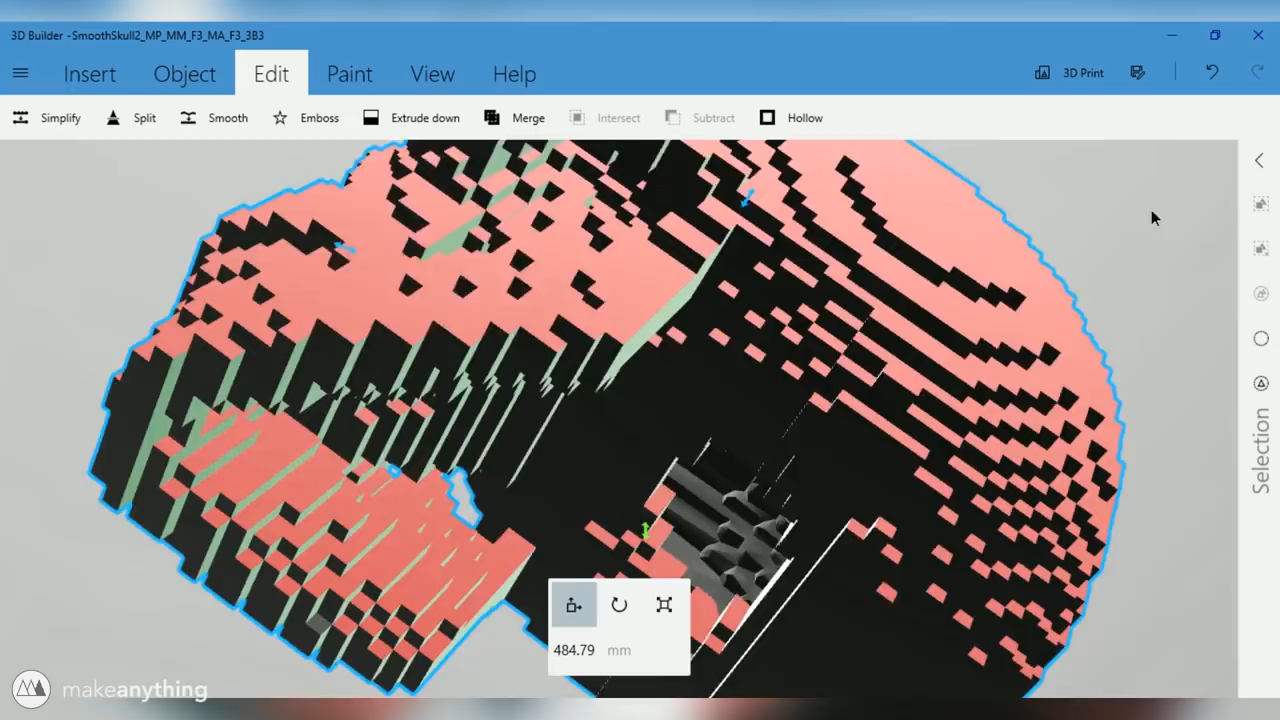 3D Builder -SmoothSkull2_MP_MM_F3_MA_F3_3B3
Insert Object Edit Paint View Help 3D Print
Simplify Split Smooth Emboss Extrude down Merge Intersect Subtract Hollow
Selection
484.79 mm
makeanything